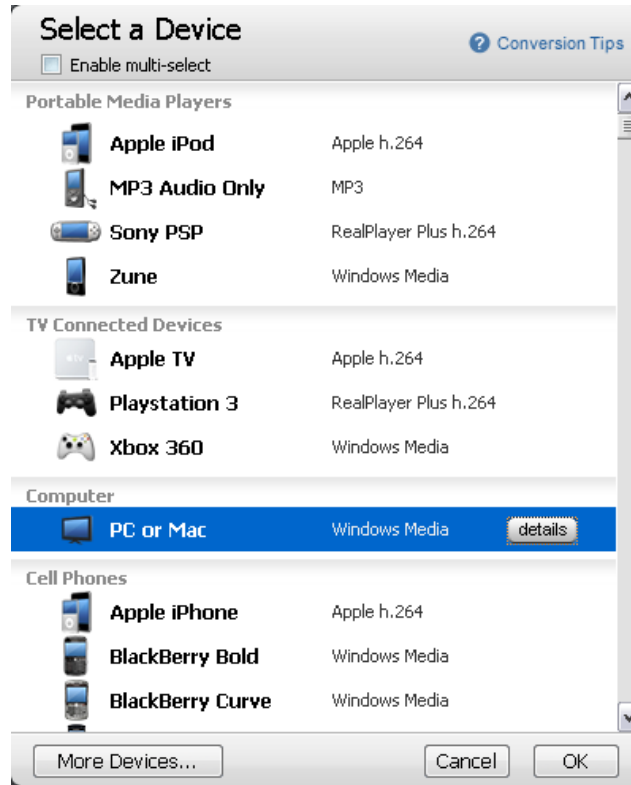 Select a Device
Conversion Tips
Enable multi-select
Portable Media Players
Apple iPod Apple h.264
MP3 Audio Only MP3
Sony PSP RealPlayer Plus h.264
Zune Windows Media
TV Connected Devices
Apple TV Apple h.264
Playstation 3 RealPlayer Plus h.264
Xbox 360 Windows Media
Computer
PC or Mac Windows Media details
Cell Phones
Apple iPhone Apple h.264
BlackBerry Bold Windows Media
BlackBerry Curve Windows Media
More Devices... Cancel OK